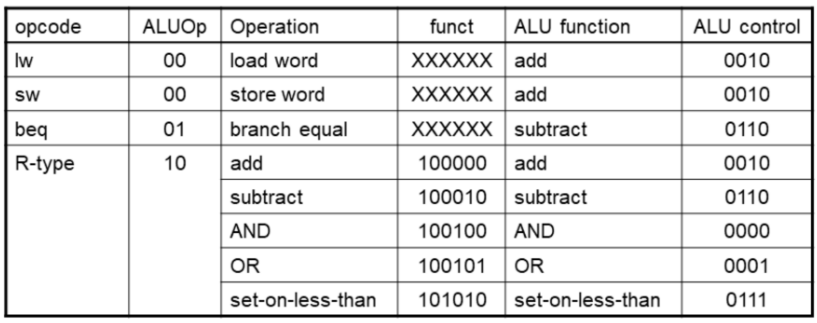 opcode ALUOp Operation funct ALU function ALU control
lw 00 load word XXXXXX add 0010
sw 00 store word XXXXXX add 0010
beq 01 branch equal XXXXXX subtract 0110
R-type 10 add 100000 add 0010
subtract 100010 subtract 0110
AND 100100 AND 0000
OR 100101 OR 0001
set-on-less-than 101010 set-on-less-than 0111